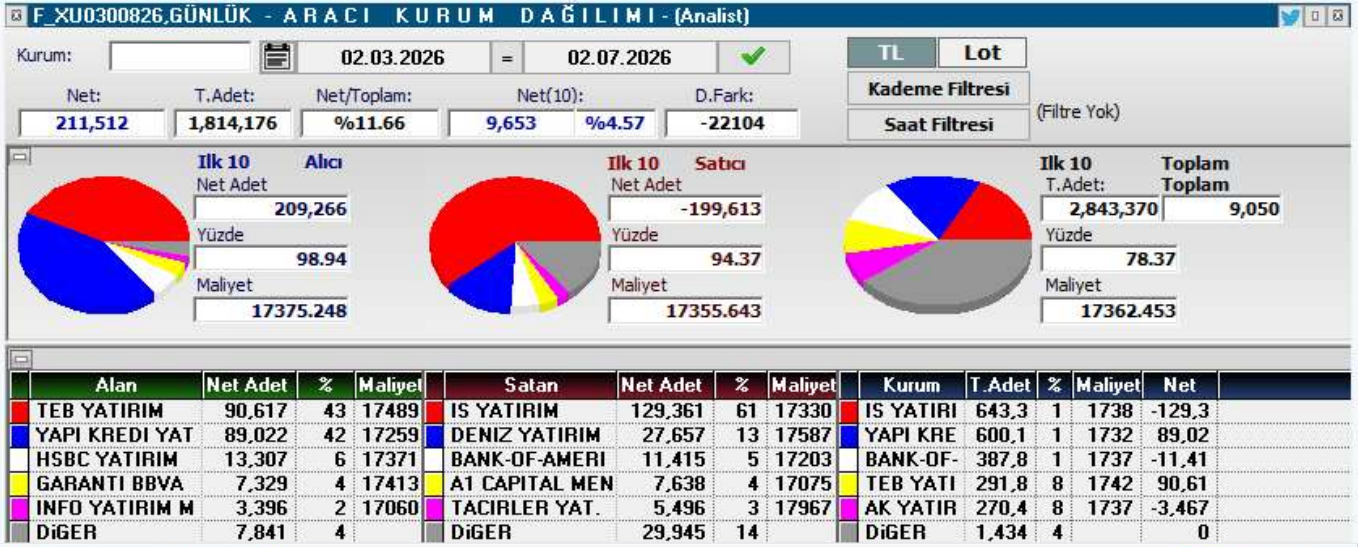 F_XU0300826,GÜNLÜK - A R A C I  K U R U M  D A Ğ I L I M I - (Analist)
Kurum: 02.03.2026 = 02.07.2026 TL Lot
Kademe Filtresi
Net: T.Adet: Net/Toplam: Net(10): D.Fark:
211,512 1,814,176 %11.66 9,653 %4.57 -22104 Saat Filtresi (Filtre Yok)
Ilk 10 Alıcı Ilk 10 Satıcı Ilk 10 Toplam
Net Adet Net Adet T.Adet: Toplam
209,266 -199,613 2,843,370 9,050
Yüzde Yüzde Yüzde
98.94 94.37 78.37
Maliyet Maliyet Maliyet
17375.248 17355.643 17362.453
Alan Net Adet % Maliyet Satan Net Adet % Maliyet Kurum T.Adet % Maliyet Net
TEB YATIRIM 90,617 43 17489 IS YATIRIM 129,361 61 17330 IS YATIRI 643,3 1 1738 -129,3
YAPI KREDI YAT 89,022 42 17259 DENIZ YATIRIM 27,657 13 17587 YAPI KRE 600,1 1 1732 89,02
HSBC YATIRIM 13,307 6 17371 BANK-OF-AMERI 11,415 5 17203 BANK-OF- 387,8 1 1737 -11,41
GARANTI BBVA 7,329 4 17413 A1 CAPITAL MEN 7,638 4 17075 TEB YATI 291,8 8 1742 90,61
INFO YATIRIM M 3,396 2 17060 TACIRLER YAT. 5,496 3 17967 AK YATIR 270,4 8 1737 -3,467
DiGER 7,841 4 DiGER 29,945 14 DiGER 1,434 4 0